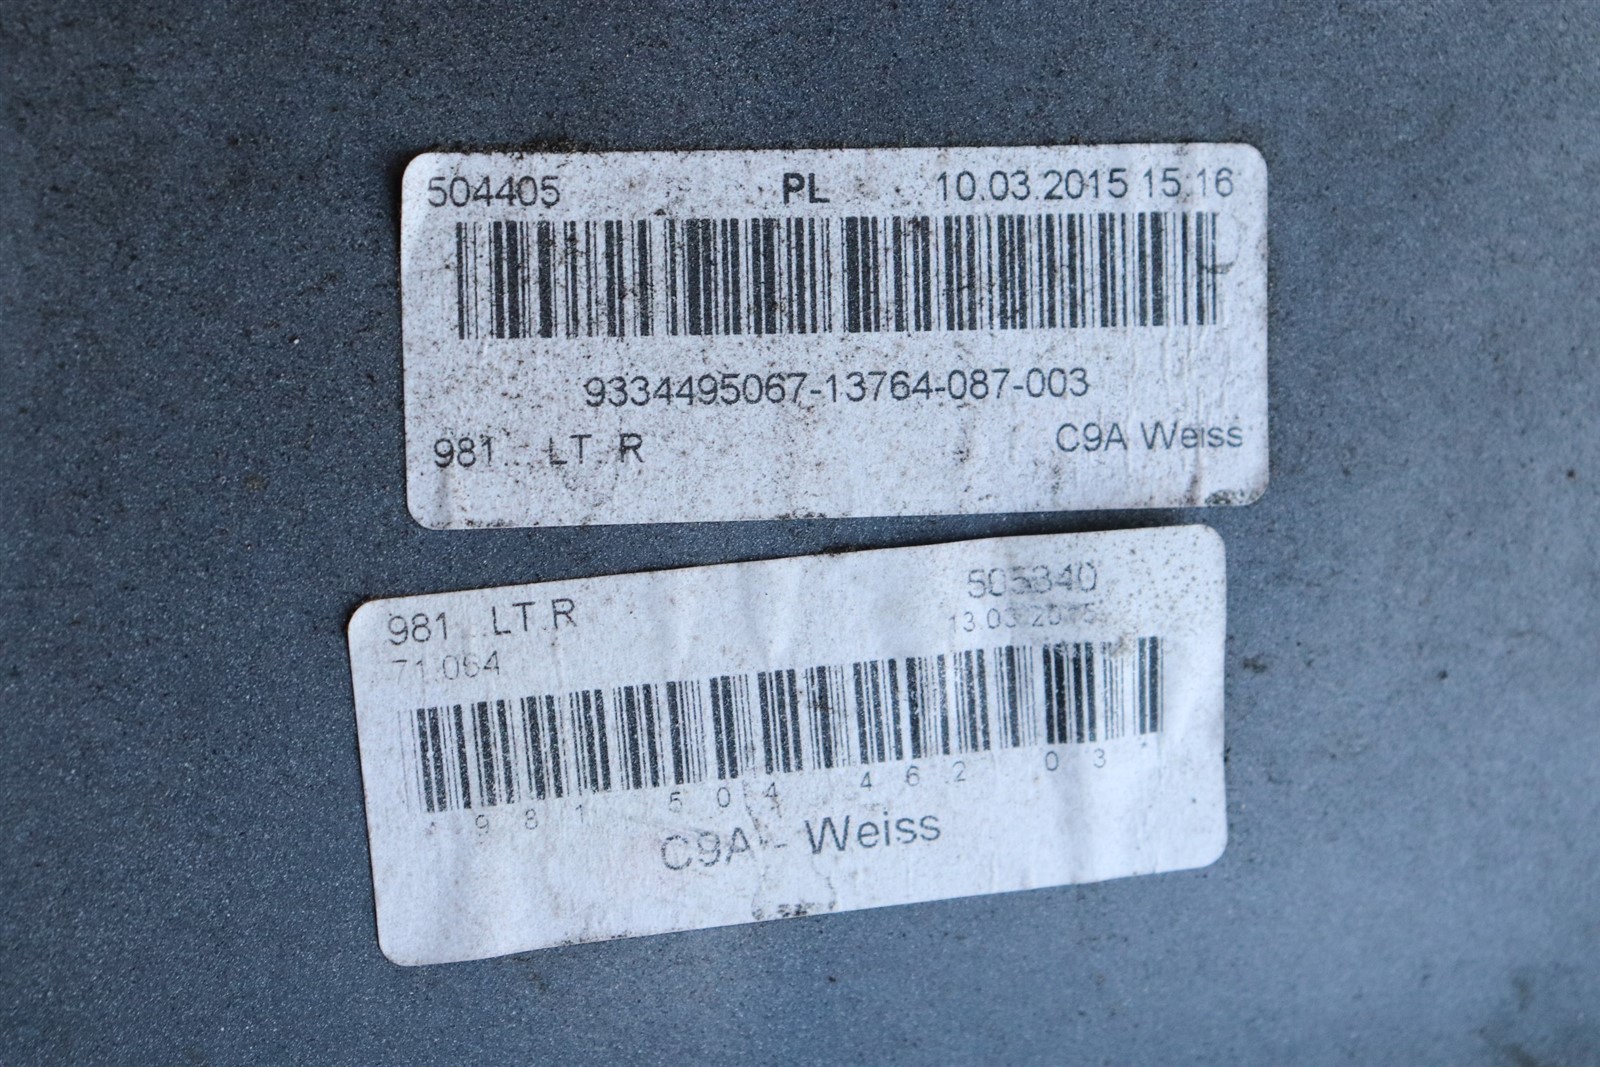 504405 PL 10.03.2015 15:16
9334495067-13764-087-003
981 LT R C9A Weiss
981 LT R 505340
71.064 13.03.2015
* 981 504 462 03 *
C9A - Weiss